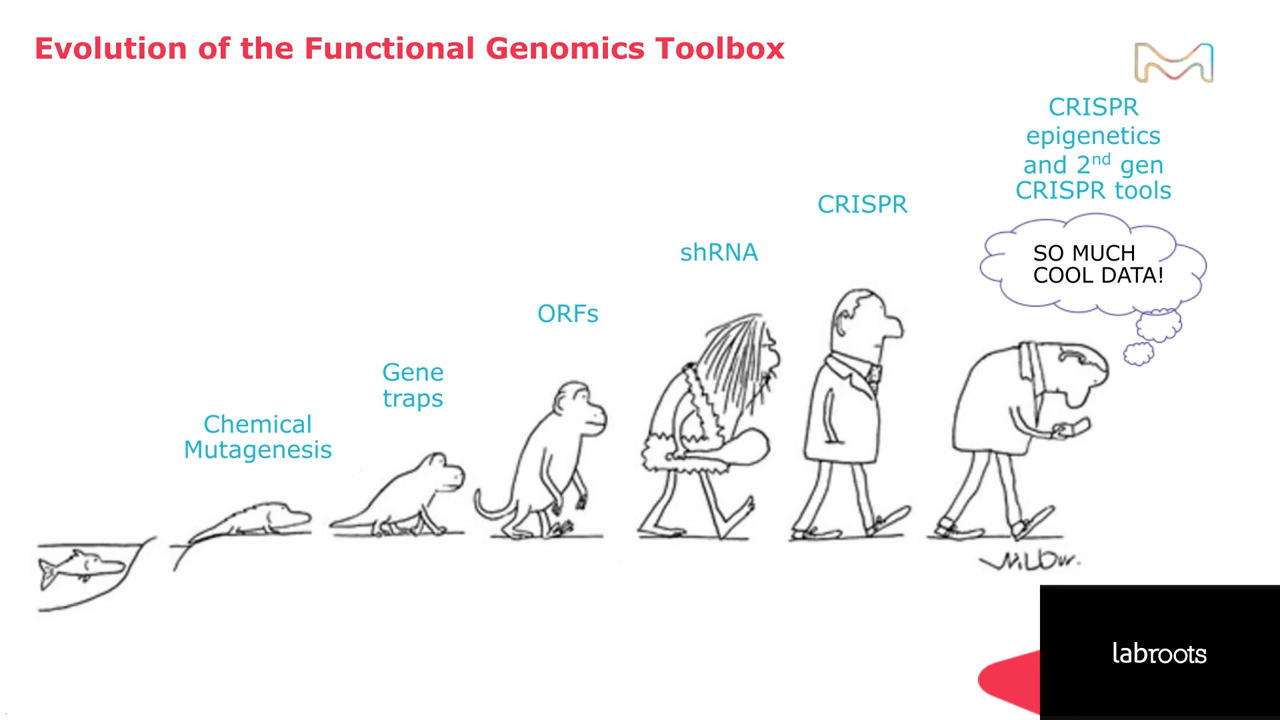 Evolution of the Functional Genomics Toolbox
CRISPR
epigenetics
and 2nd gen
CRISPR tools
CRISPR
shRNA
SO MUCH
COOL DATA!
ORFs
Gene
traps
Chemical
Mutagenesis
labroots